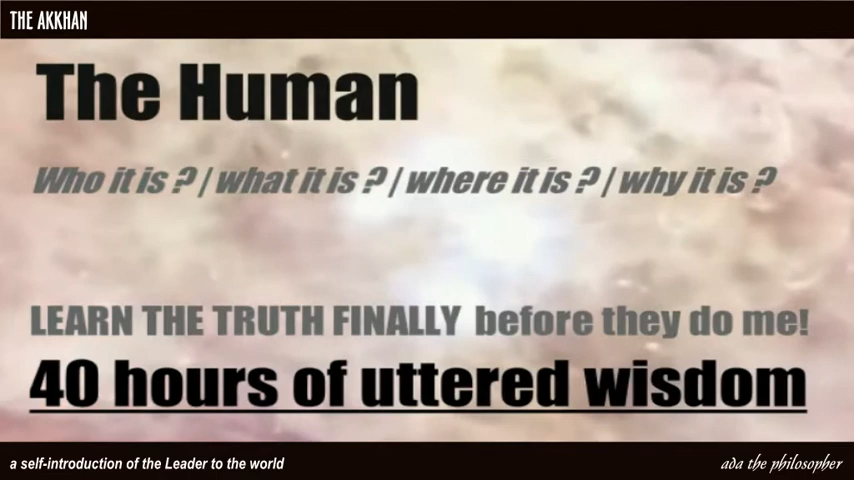 THE AKKHAN
The Human
Who it is ? / what it is ? / where it is ? / why it is ?
LEARN THE TRUTH FINALLY before they do me!
40 hours of uttered wisdom
a self-introduction of the Leader to the world
ada the philosopher